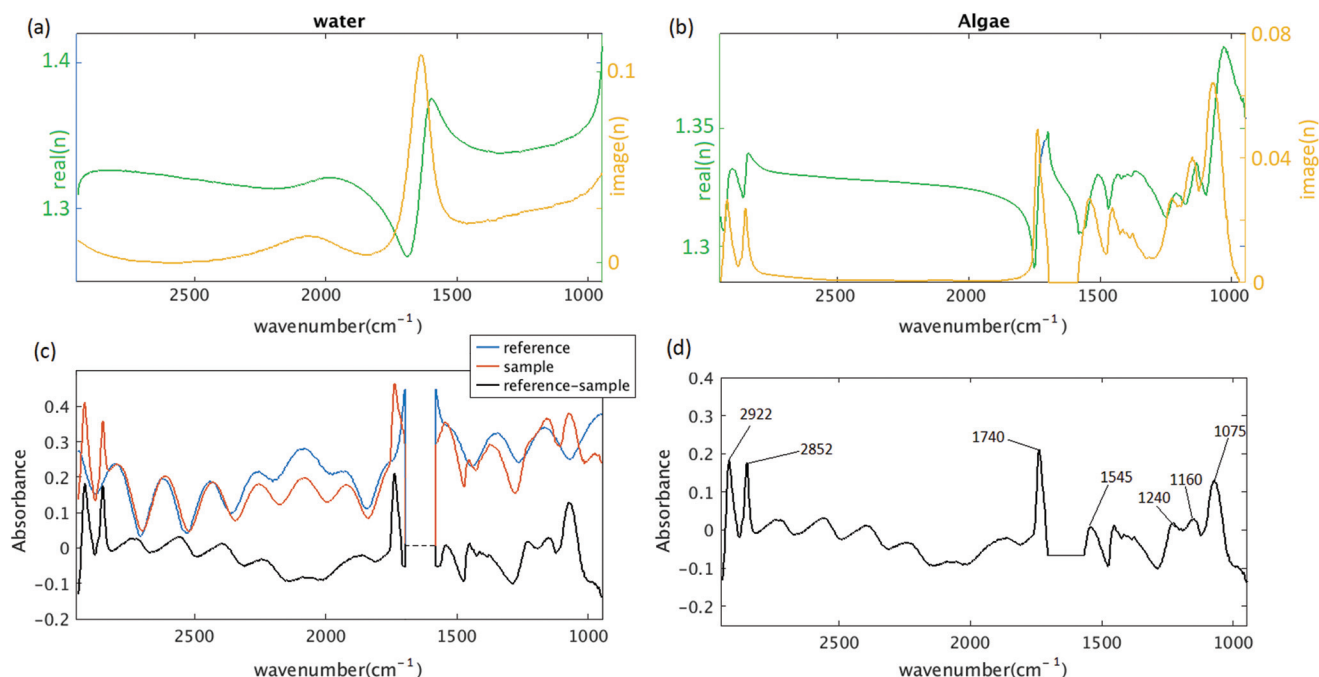 (a)
water
1.4
1.3
real(n)
0.1
0
image(n)
2500
2000
1500
1000
wavenumber(cm⁻¹)
(b)
Algae
1.35
1.3
real(n)
0.08
0.04
0
image(n)
2500
2000
1500
1000
wavenumber(cm⁻¹)
(c)
reference
sample
reference-sample
0.4
0.3
0.2
0.1
0
-0.1
-0.2
Absorbance
2500
2000
1500
1000
wavenumber(cm⁻¹)
(d)
0.4
0.3
0.2
0.1
0
-0.1
-0.2
Absorbance
2922
2852
1740
1545
1240
1160
1075
2500
2000
1500
1000
wavenumber(cm⁻¹)